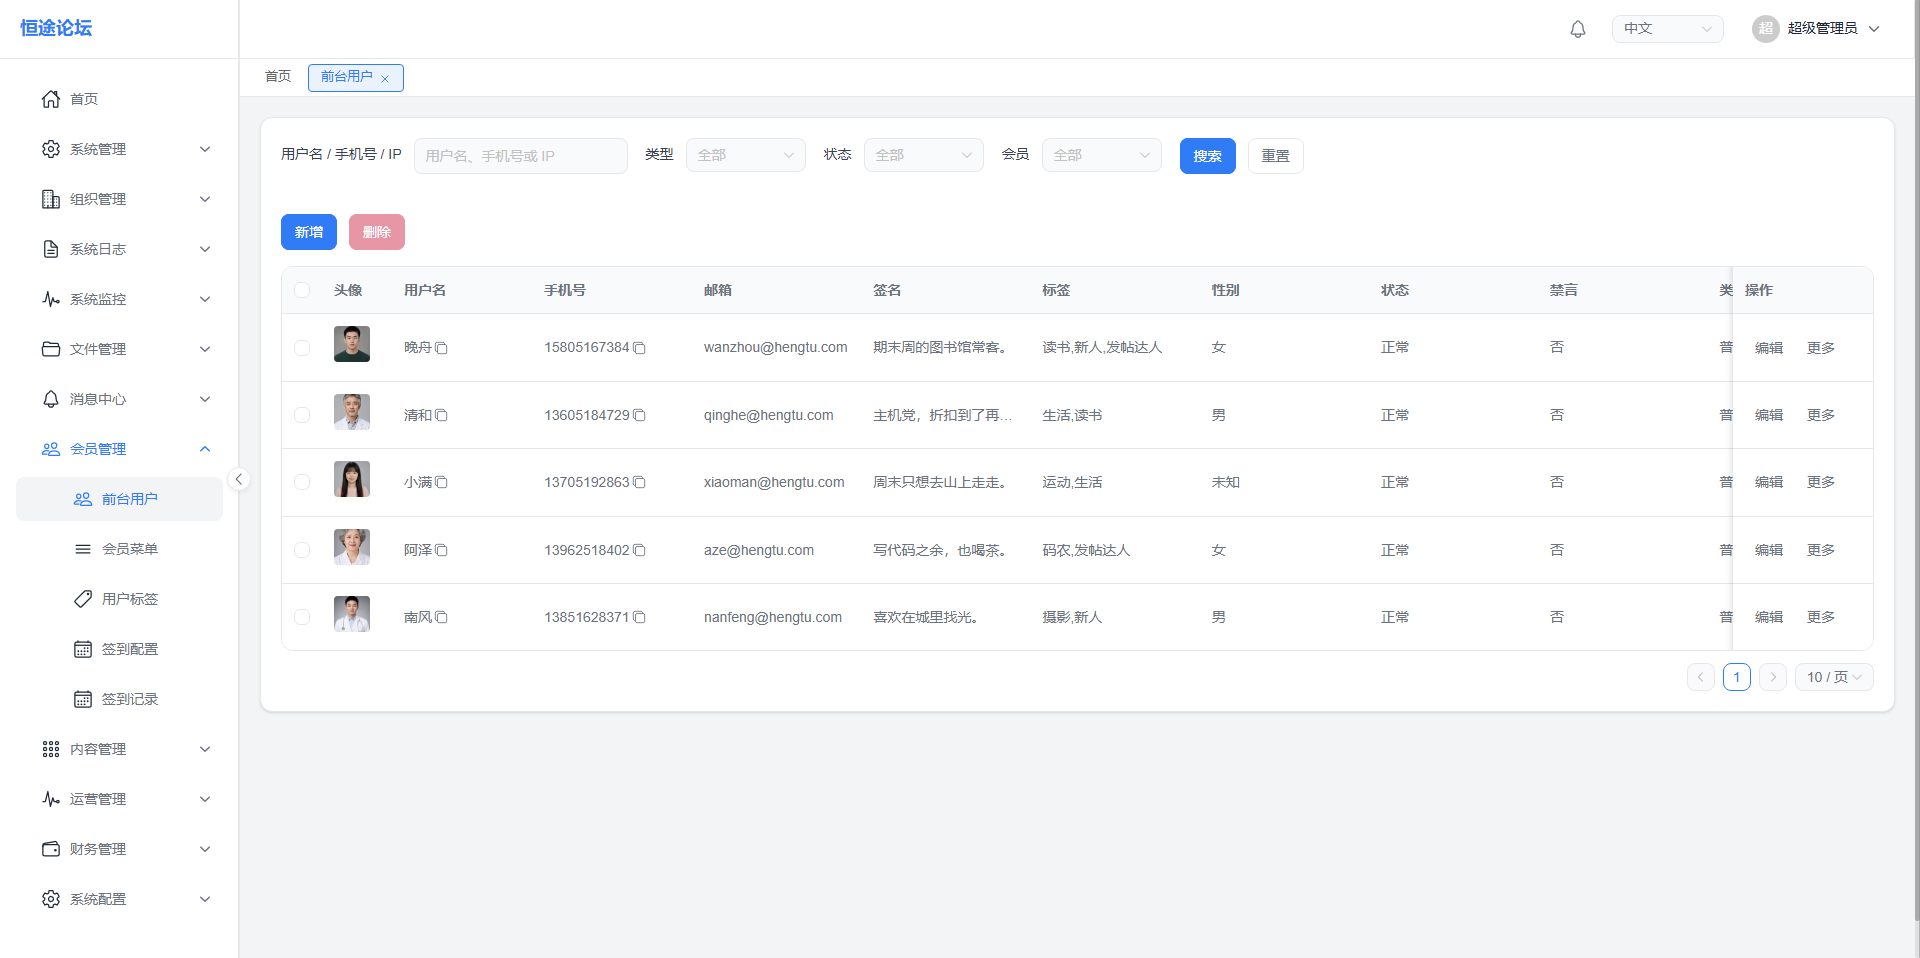 恒途论坛
中文
超
超级管理员
首页
前台用户
首页
系统管理
组织管理
系统日志
系统监控
文件管理
消息中心
会员管理
前台用户
会员菜单
用户标签
签到配置
签到记录
内容管理
运营管理
财务管理
系统配置
用户名 / 手机号 / IP
用户名、手机号或 IP
类型
全部
状态
全部
会员
全部
搜索
重置
新增
删除
头像 用户名 手机号 邮箱 签名 标签 性别 状态 禁言 类 操作
晚舟 15805167384 wanzhou@hengtu.com 期末周的图书馆常客。 读书,新人,发帖达人 女 正常 否 普 编辑 更多
清和 13605184729 qinghe@hengtu.com 主机党，折扣到了再... 生活,读书 男 正常 否 普 编辑 更多
小满 13705192863 xiaoman@hengtu.com 周末只想去山上走走。 运动,生活 未知 正常 否 普 编辑 更多
阿泽 13962518402 aze@hengtu.com 写代码之余，也喝茶。 码农,发帖达人 女 正常 否 普 编辑 更多
南风 13851628371 nanfeng@hengtu.com 喜欢在城里找光。 摄影,新人 男 正常 否 普 编辑 更多
1
10 / 页